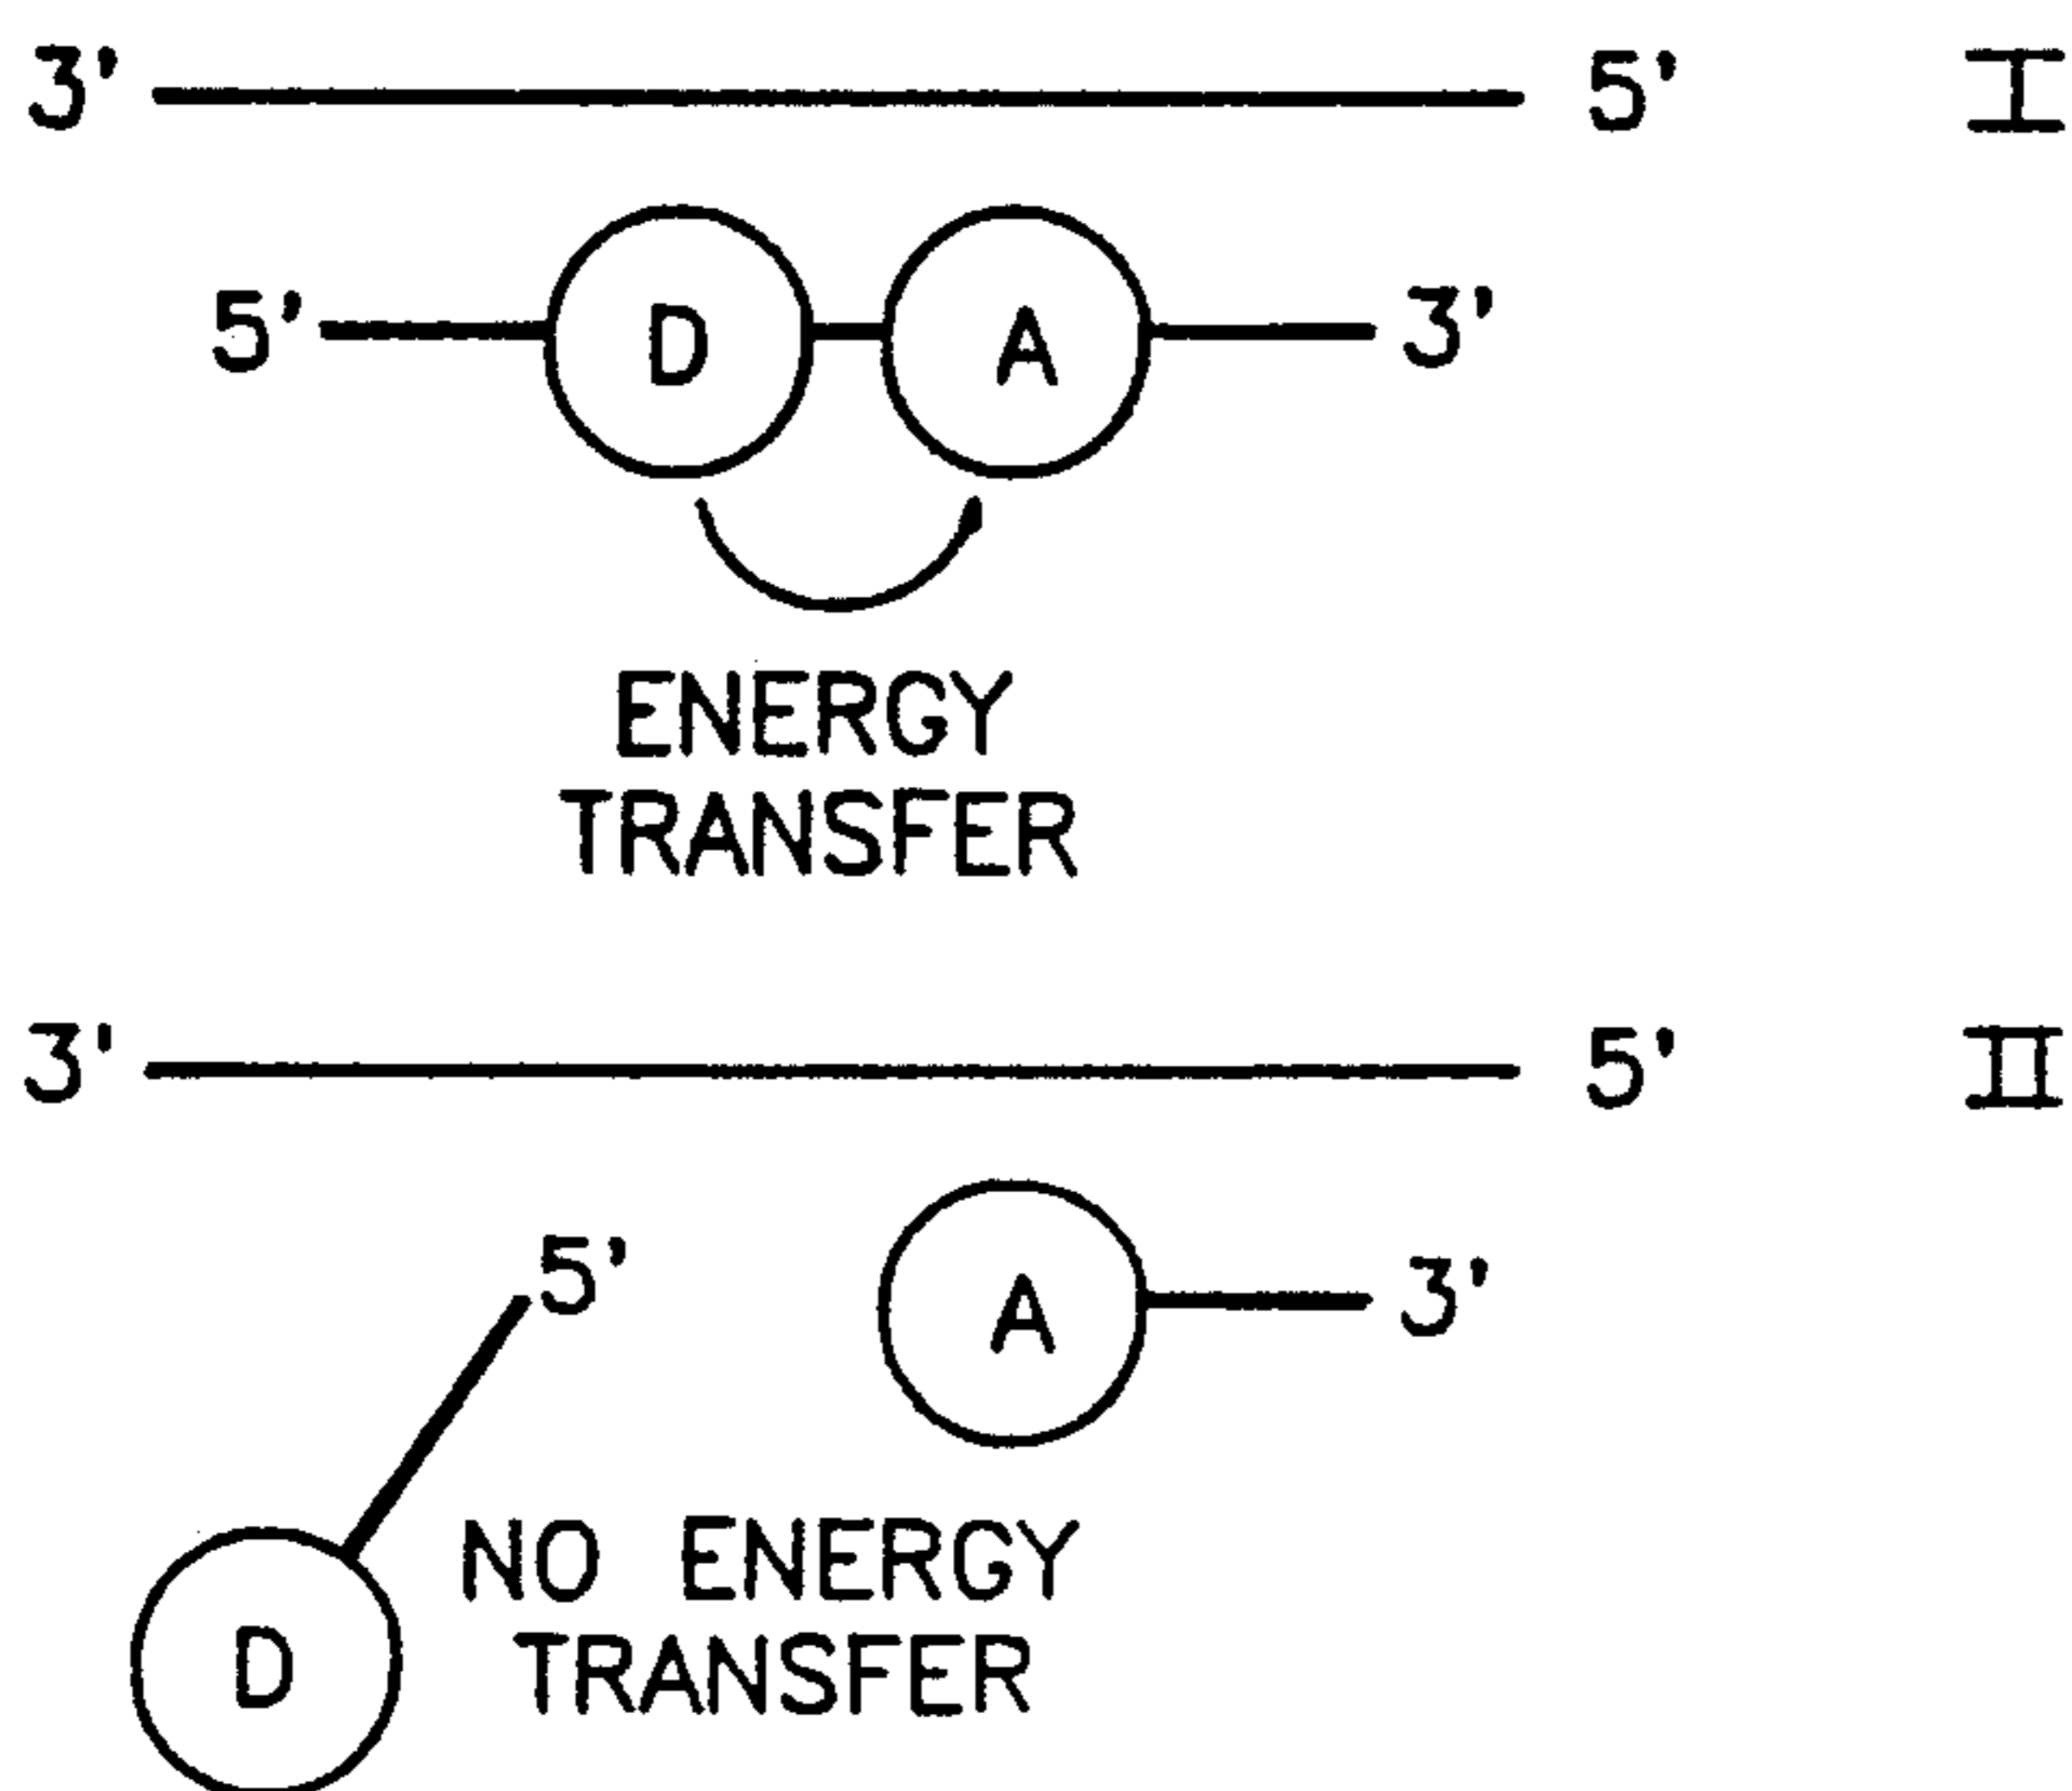 3' 5' I
5' D A 3'
ENERGY
TRANSFER
3' 5' II
5' A 3'
NO ENERGY
D TRANSFER